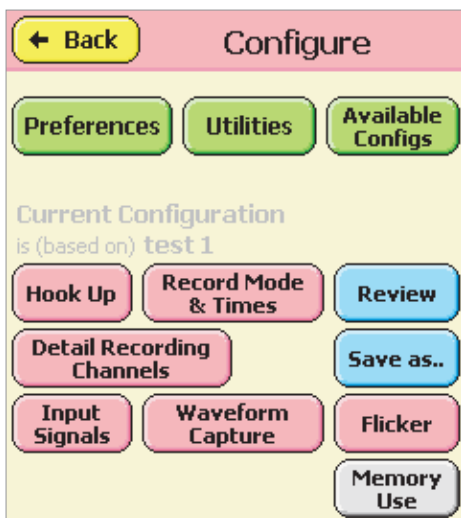 ← Back
Configure
Preferences
Utilities
Available
Configs
Current Configuration
is (based on) test 1
Hook Up
Record Mode
& Times
Review
Detail Recording
Channels
Save as..
Input
Signals
Waveform
Capture
Flicker
Memory
Use